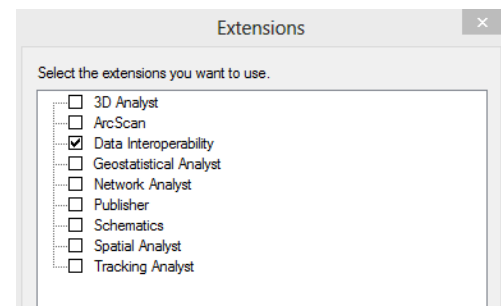 Extensions
Select the extensions you want to use.
3D Analyst
ArcScan
Data Interoperability
Geostatistical Analyst
Network Analyst
Publisher
Schematics
Spatial Analyst
Tracking Analyst